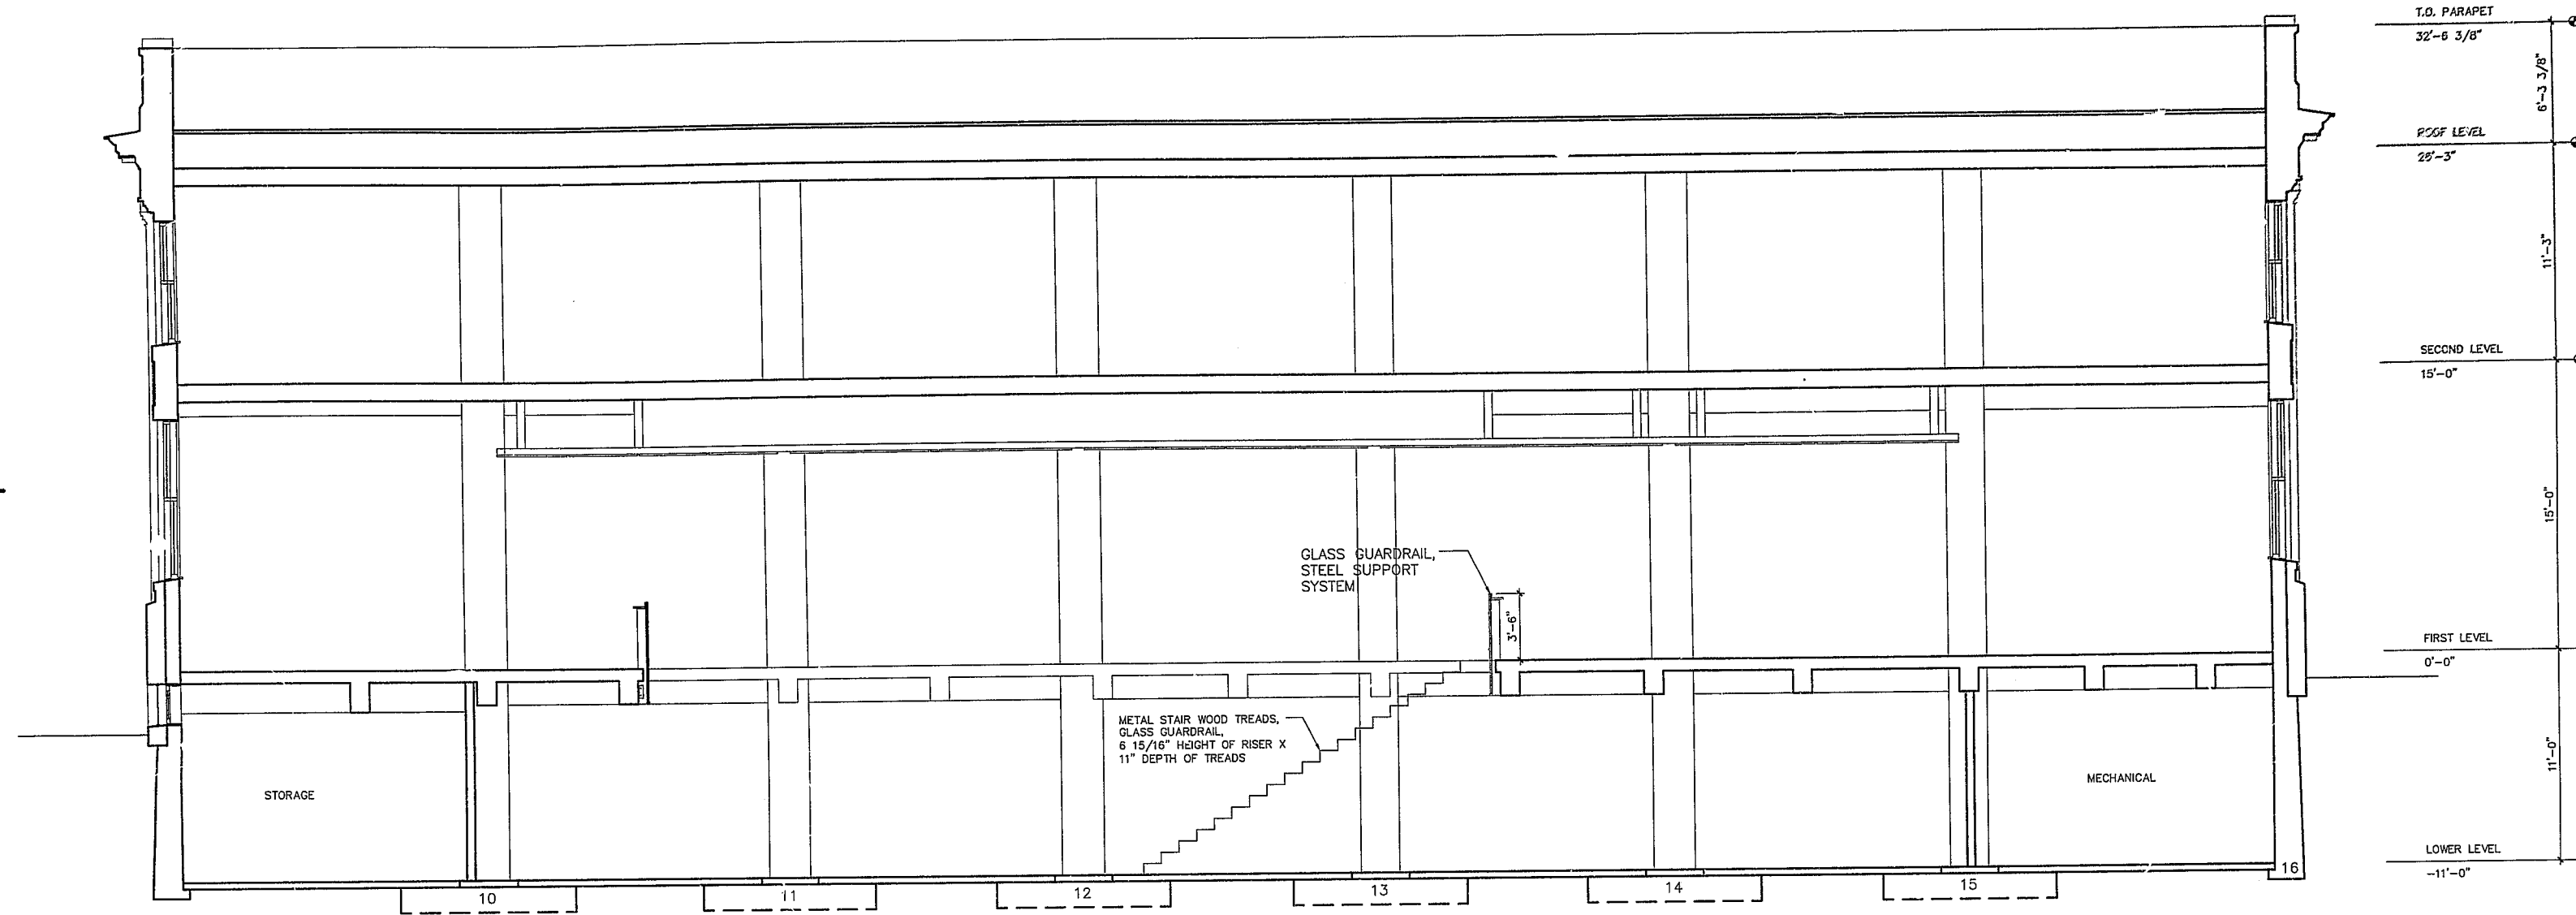 T.O. PARAPET
32'-6 3/8"
6'-3 3/8"
ROOF LEVEL
26'-3"
11'-3"
SECOND LEVEL
15'-0"
15'-0"
GLASS GUARDRAIL,
STEEL SUPPORT
SYSTEM
3'-6"
FIRST LEVEL
0'-0"
METAL STAIR WOOD TREADS,
GLASS GUARDRAIL,
6 15/16" HEIGHT OF RISER X
11" DEPTH OF TREADS
11'-0"
STORAGE
MECHANICAL
LOWER LEVEL
-11'-0"
10
11
12
13
14
15
16